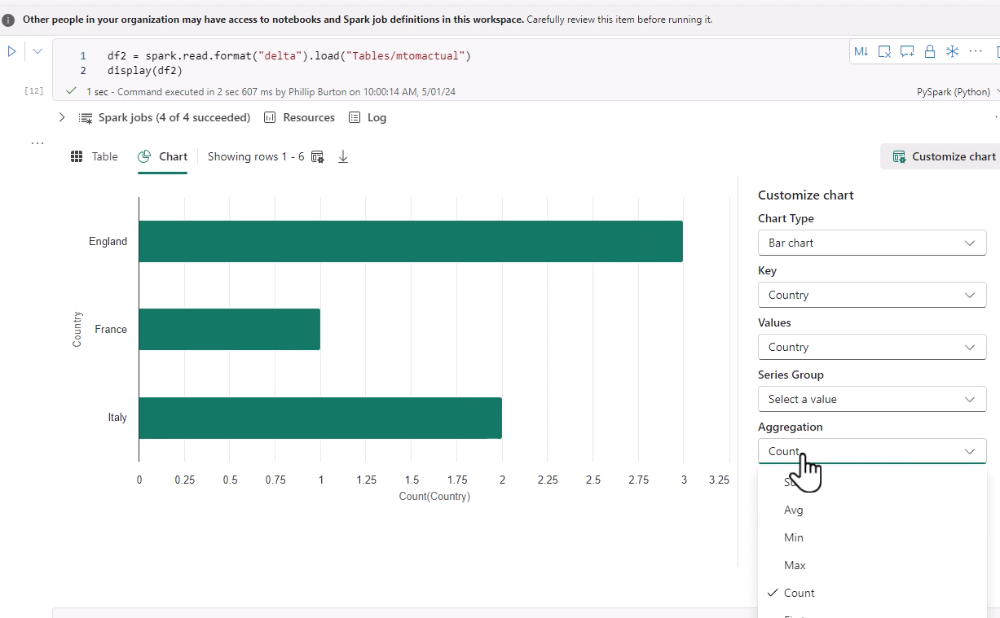 Other people in your organization may have access to notebooks and Spark job definitions in this workspace. Carefully review this item before running it.
1 df2 = spark.read.format("delta").load("Tables/mtomactual")
2 display(df2)
[12]
1 sec - Command executed in 2 sec 607 ms by Phillip Burton on 10:00:14 AM, 5/01/24
PySpark (Python)
M↓
Spark jobs (4 of 4 succeeded) Resources Log
Table Chart Showing rows 1 - 6 Customize chart
Country
England
France
Italy
0 0.25 0.5 0.75 1 1.25 1.5 1.75 2 2.25 2.5 2.75 3 3.25
Count(Country)
Customize chart
Chart Type
Bar chart
Key
Country
Values
Country
Series Group
Select a value
Aggregation
Count
Avg
Min
Max
Count